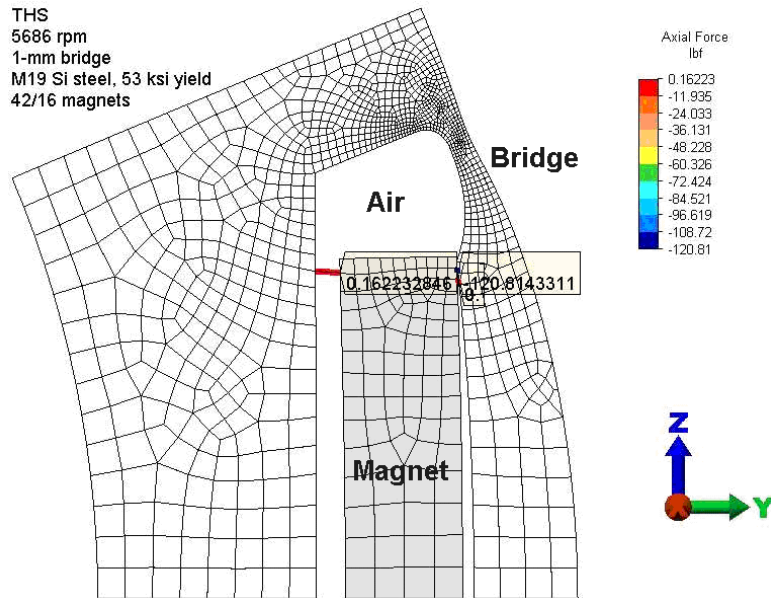 THS
5686 rpm
1-mm bridge
M19 Si steel, 53 ksi yield
42/16 magnets
Axial Force
lbf
0.16223
-11.935
-24.033
-36.131
-48.228
-60.326
-72.424
-84.521
-96.619
-108.72
-120.81
Bridge
Air
0.162232846 -120.8143311
Magnet
Z
Y
X